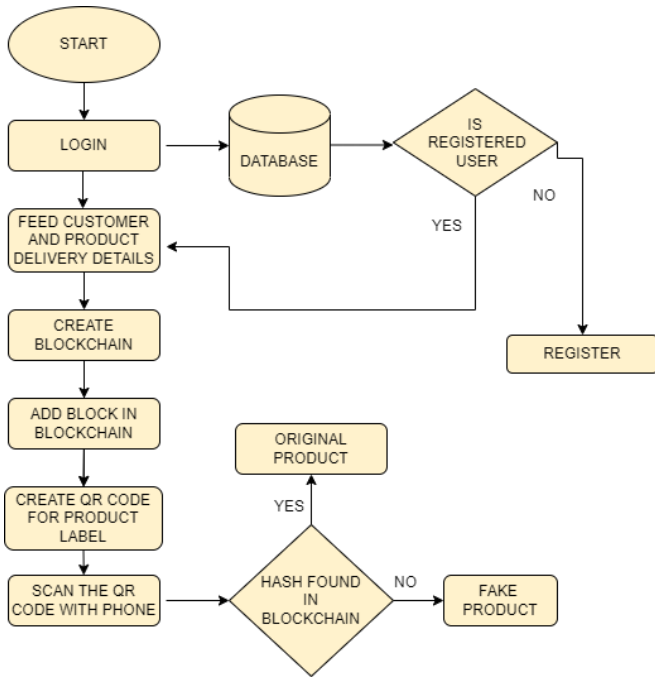 START
LOGIN
DATABASE
IS
REGISTERED
USER
YES
NO
FEED CUSTOMER
AND PRODUCT
DELIVERY DETAILS
CREATE
BLOCKCHAIN
REGISTER
ADD BLOCK IN
BLOCKCHAIN
ORIGINAL
PRODUCT
CREATE QR CODE
FOR PRODUCT
LABEL
YES
SCAN THE QR
CODE WITH PHONE
HASH FOUND
IN
BLOCKCHAIN
NO
FAKE
PRODUCT